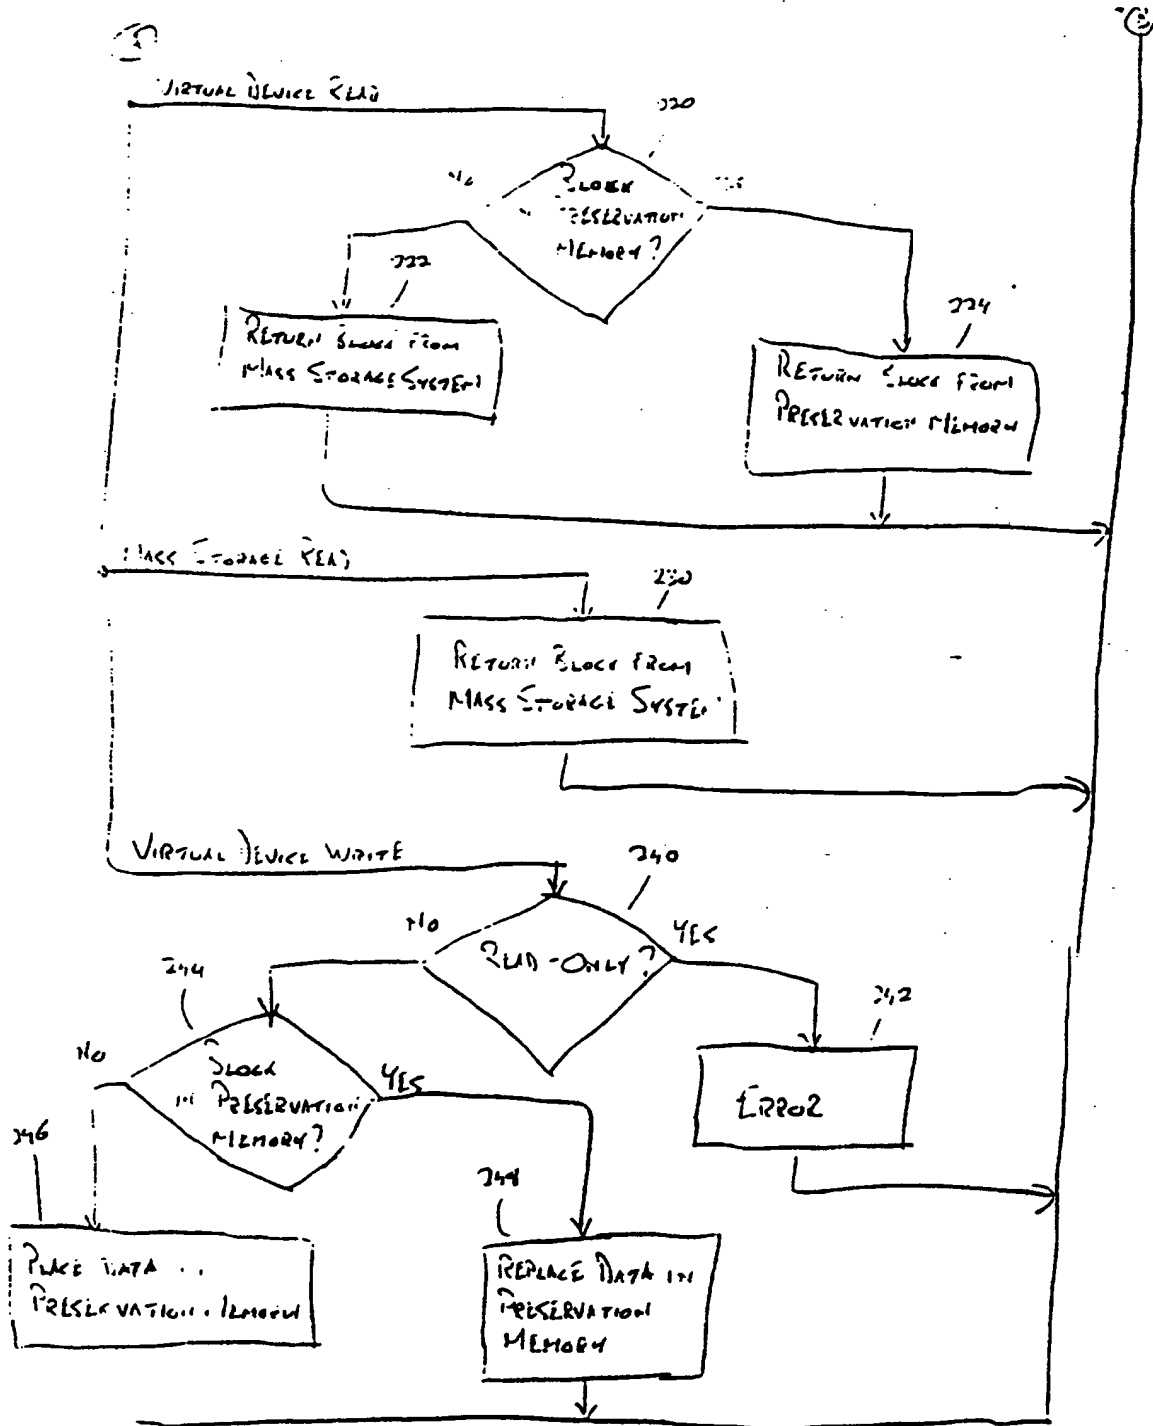 VIRTUAL DEVICE READ
220
NO
BLOCK
PRESERVATION
MEMORY?
222
RETURN BLOCK FROM
MASS STORAGE SYSTEM
224
RETURN BLOCK FROM
PRESERVATION MEMORY
MASS STORAGE READ
230
RETURN BLOCK FROM
MASS STORAGE SYSTEM
VIRTUAL DEVICE WRITE
240
NO
READ-ONLY?
YES
244
242
NO
BLOCK
IN PRESERVATION
MEMORY?
YES
ERROR
246
248
PLACE DATA
PRESERVATION MEMORY
REPLACE DATA IN
PRESERVATION
MEMORY